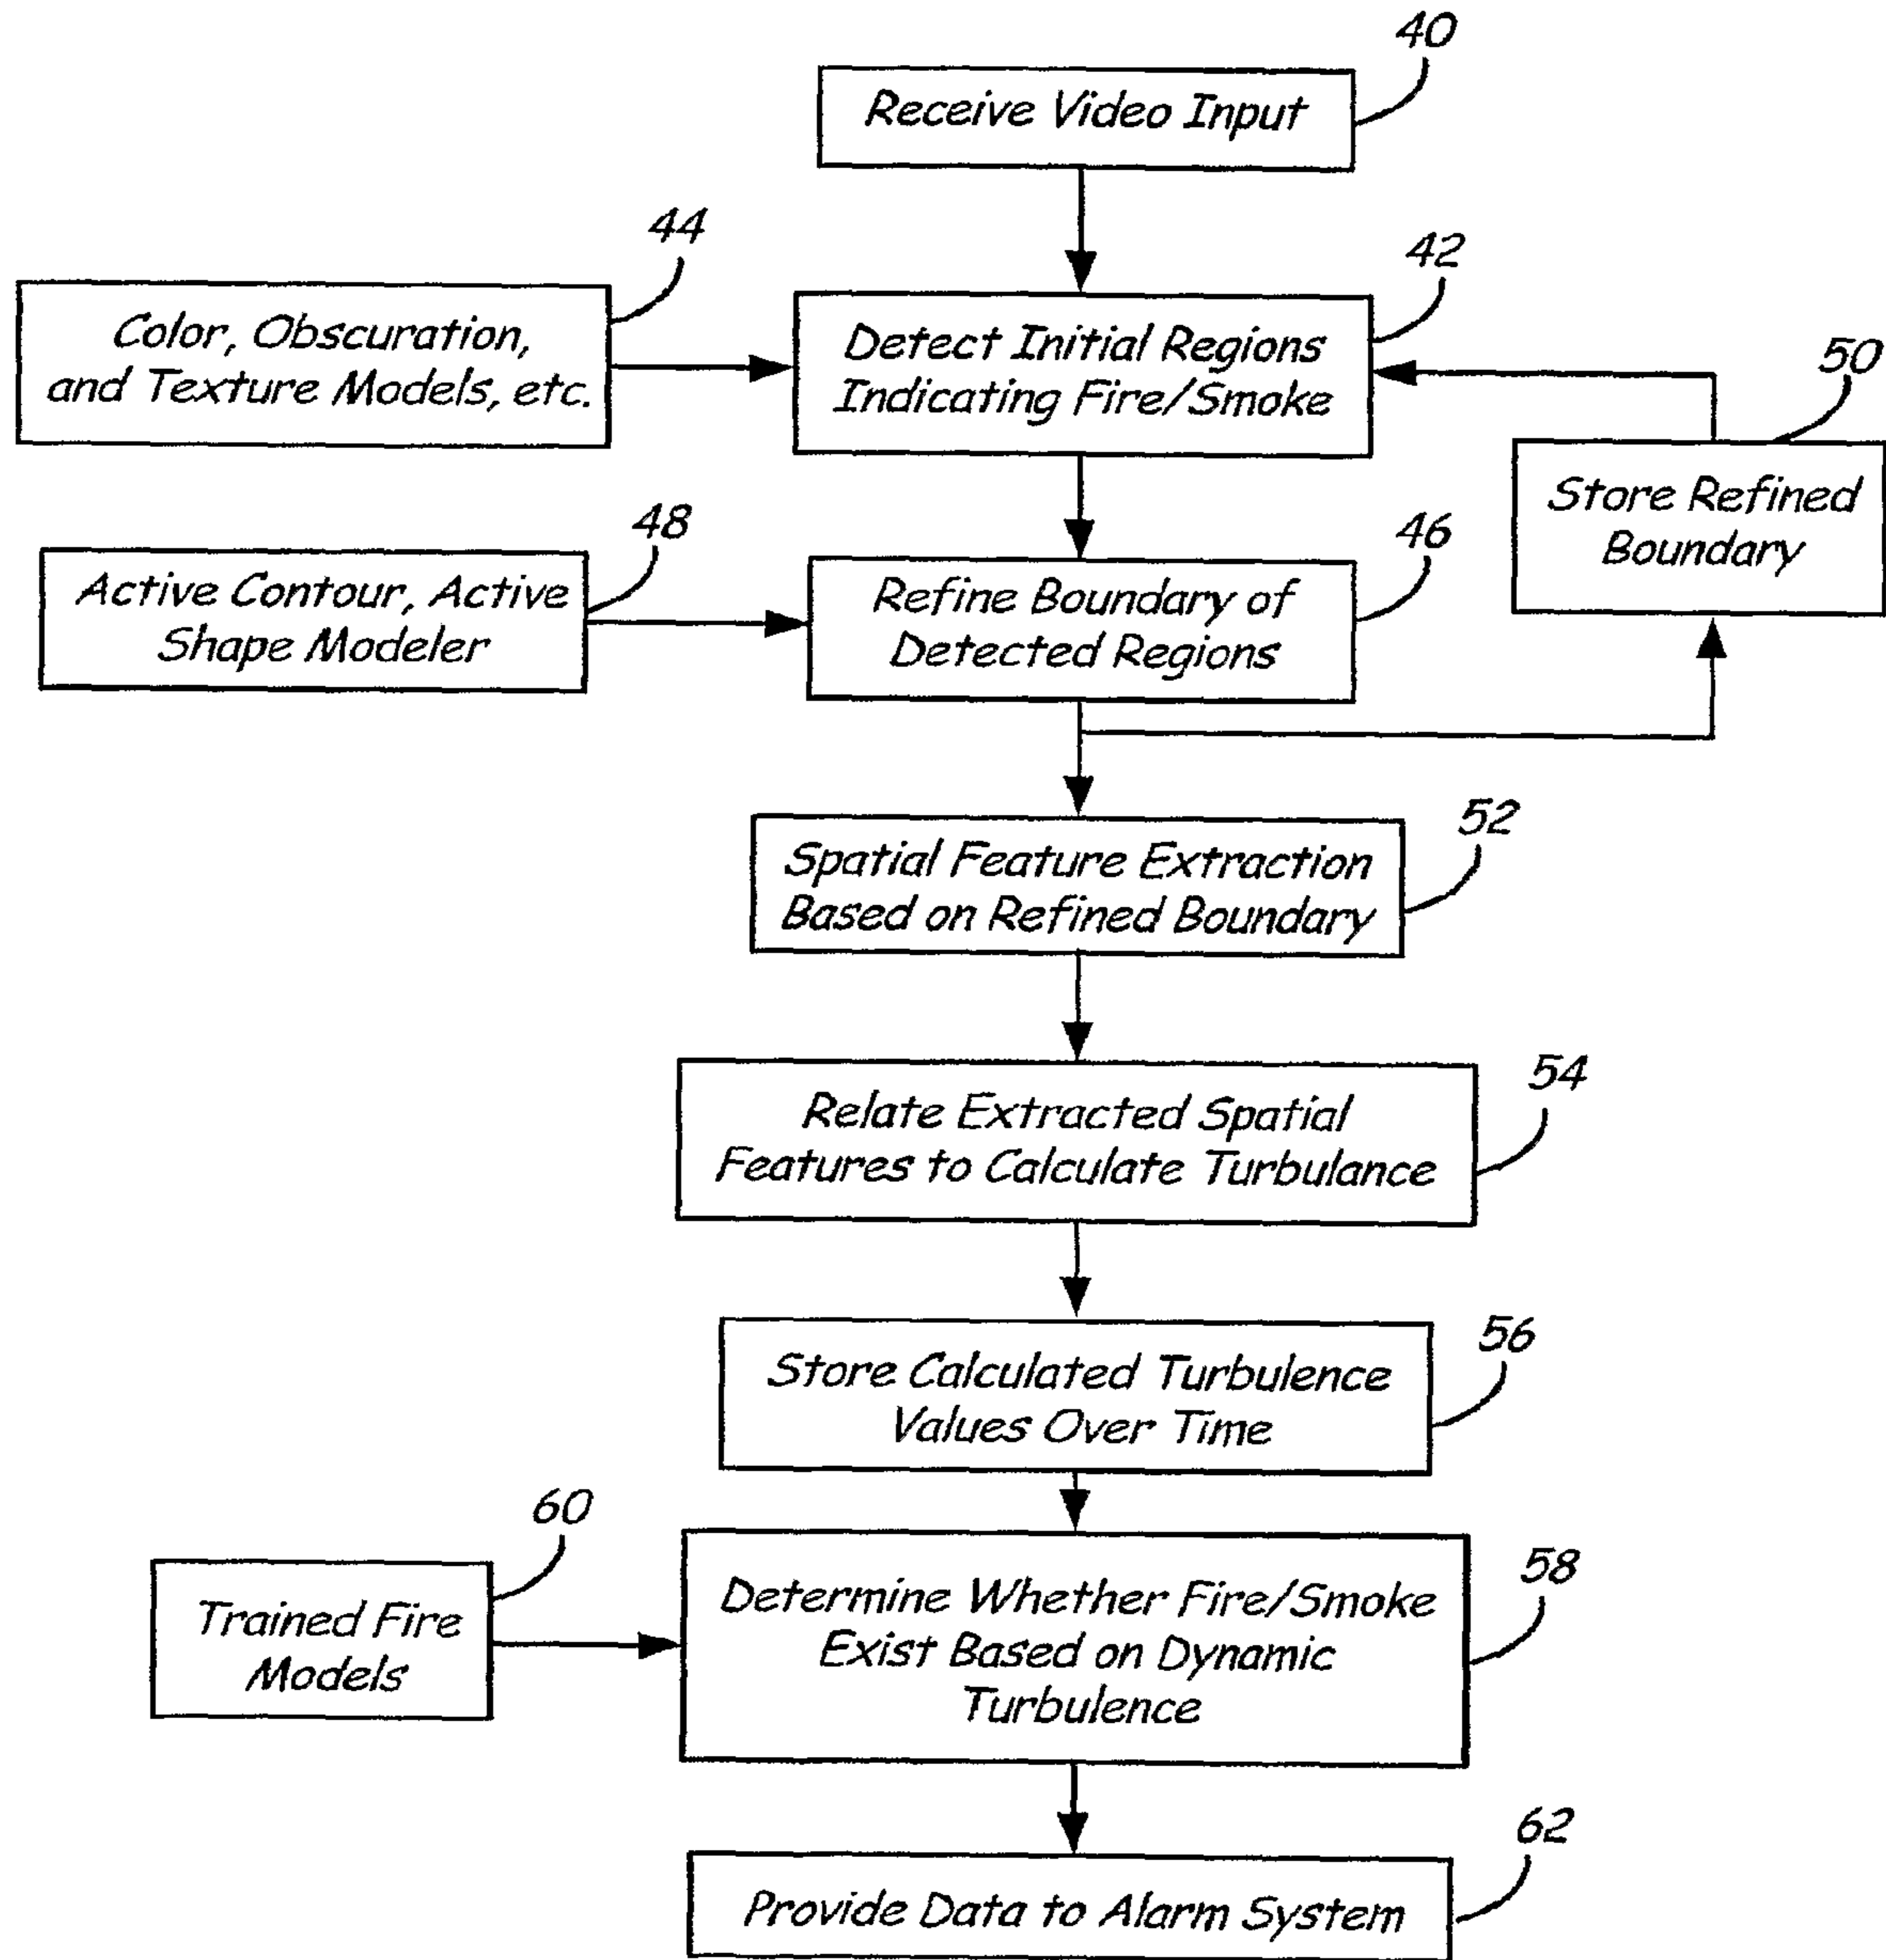 40
Receive Video Input
44
42
Color, Obscuration,
and Texture Models, etc.
Detect Initial Regions
Indicating Fire/Smoke
50
Store Refined
Boundary
48
46
Active Contour, Active
Shape Modeler
Refine Boundary of
Detected Regions
52
Spatial Feature Extraction
Based on Refined Boundary
54
Relate Extracted Spatial
Features to Calculate Turbulance
56
Store Calculated Turbulence
Values Over Time
60
58
Trained Fire
Models
Determine Whether Fire/Smoke
Exist Based on Dynamic
Turbulence
62
Provide Data to Alarm System